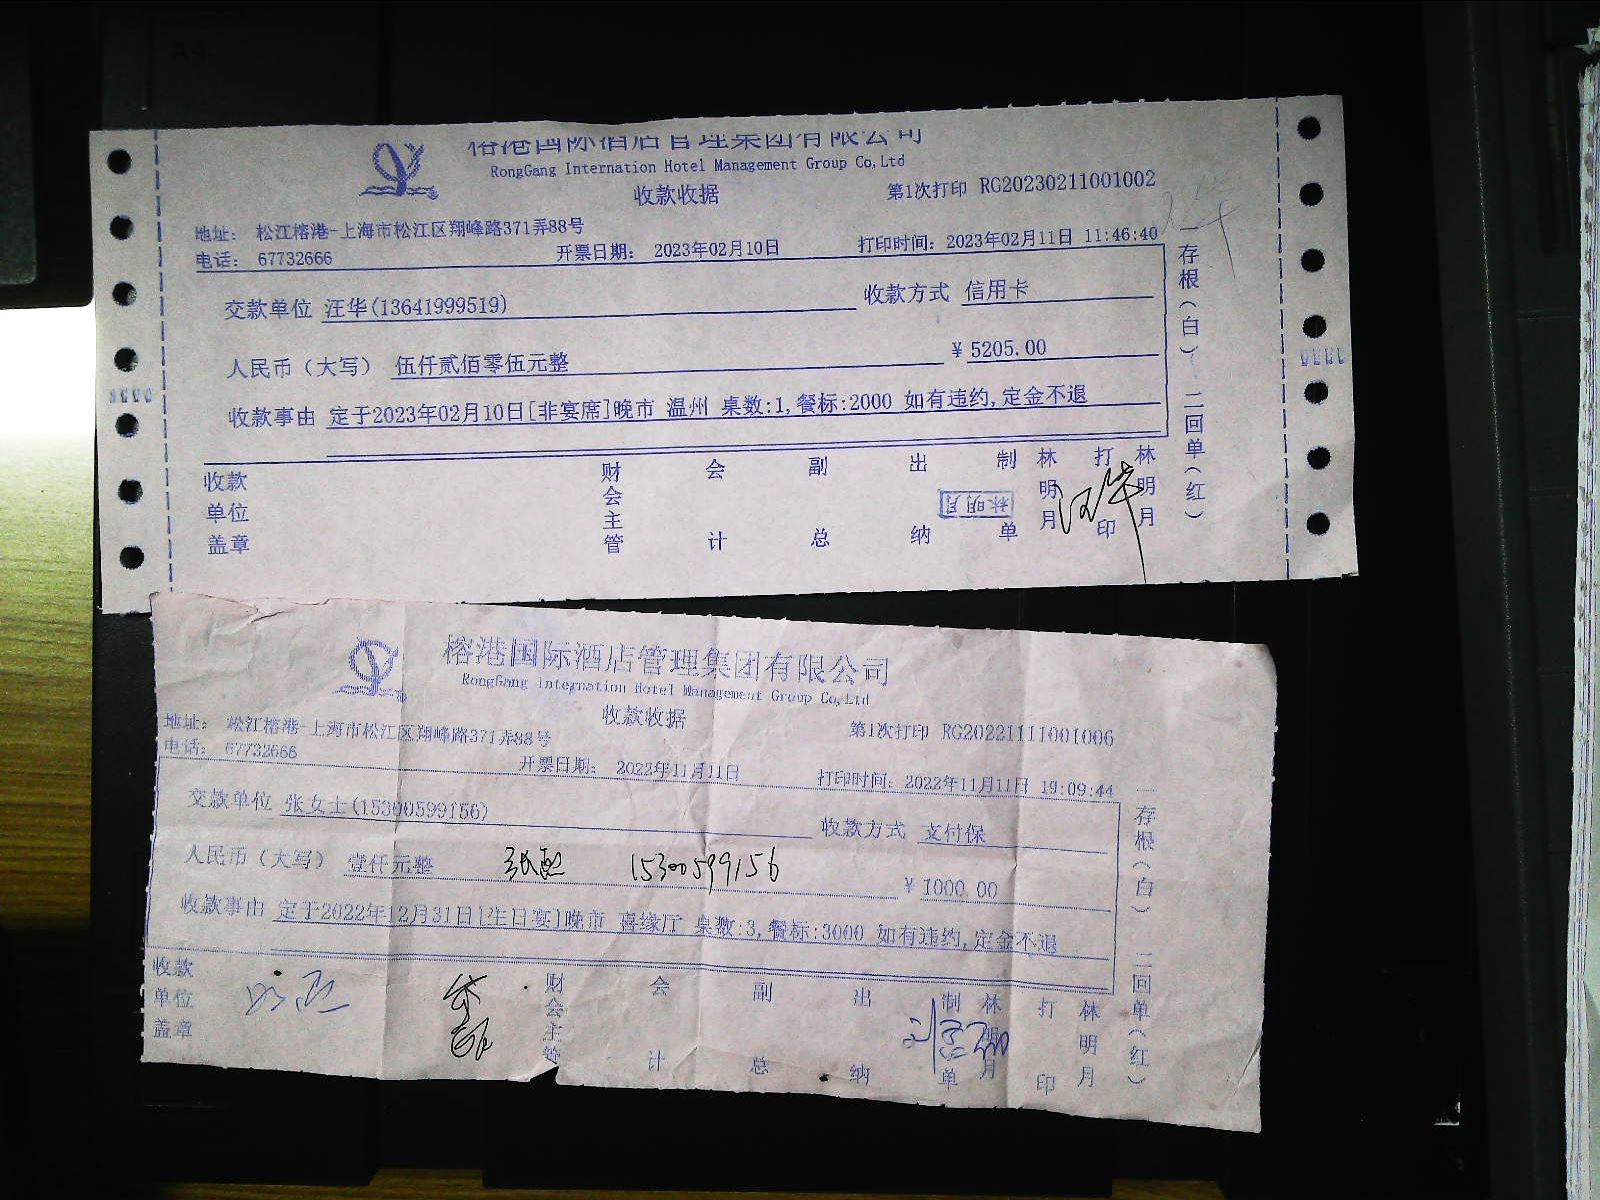 榕港国际酒店管理集团有限公司
RongGang Internation Hotel Management Group Co,Ltd
收款收据
第1次打印 RG20230211001002
地址： 松江榕港-上海市松江区翔峰路371弄88号
电话： 67732666
开票日期： 2023年02月10日
打印时间：2023年02月11日 11:46:40
交款单位 汪华(13641999519)
收款方式 信用卡
人民币（大写） 伍仟贰佰零伍元整
¥ 5205.00
收款事由 定于2023年02月10日[非宴席]晚市 温州 桌数:1,餐标:2000 如有违约,定金不退
收款单位盖章
财会主管
会计
副总
出纳
制单
林明月
打印
林明月
林明月
汪华
一存根（白） 二回单（红）
榕港国际酒店管理集团有限公司
RongGang Internation Hotel Management Group Co,Ltd
收款收据
第1次打印 RG20221111001006
地址： 松江榕港-上海市松江区翔峰路371弄88号
电话： 67732666
开票日期： 2022年11月11日
打印时间：2022年11月11日 19:09:44
交款单位 张女士(15300599156)
收款方式 支付保
人民币（大写） 壹仟元整
15300599156
¥ 1000.00
收款事由 定于2022年12月31日[生日宴]晚市 喜缘厅 桌数:3,餐标:3000 如有违约,定金不退
收款单位盖章
财会主管
会计
副总
出纳
制单
林明月
打印
林明月
一存根（白） 二回单（红）